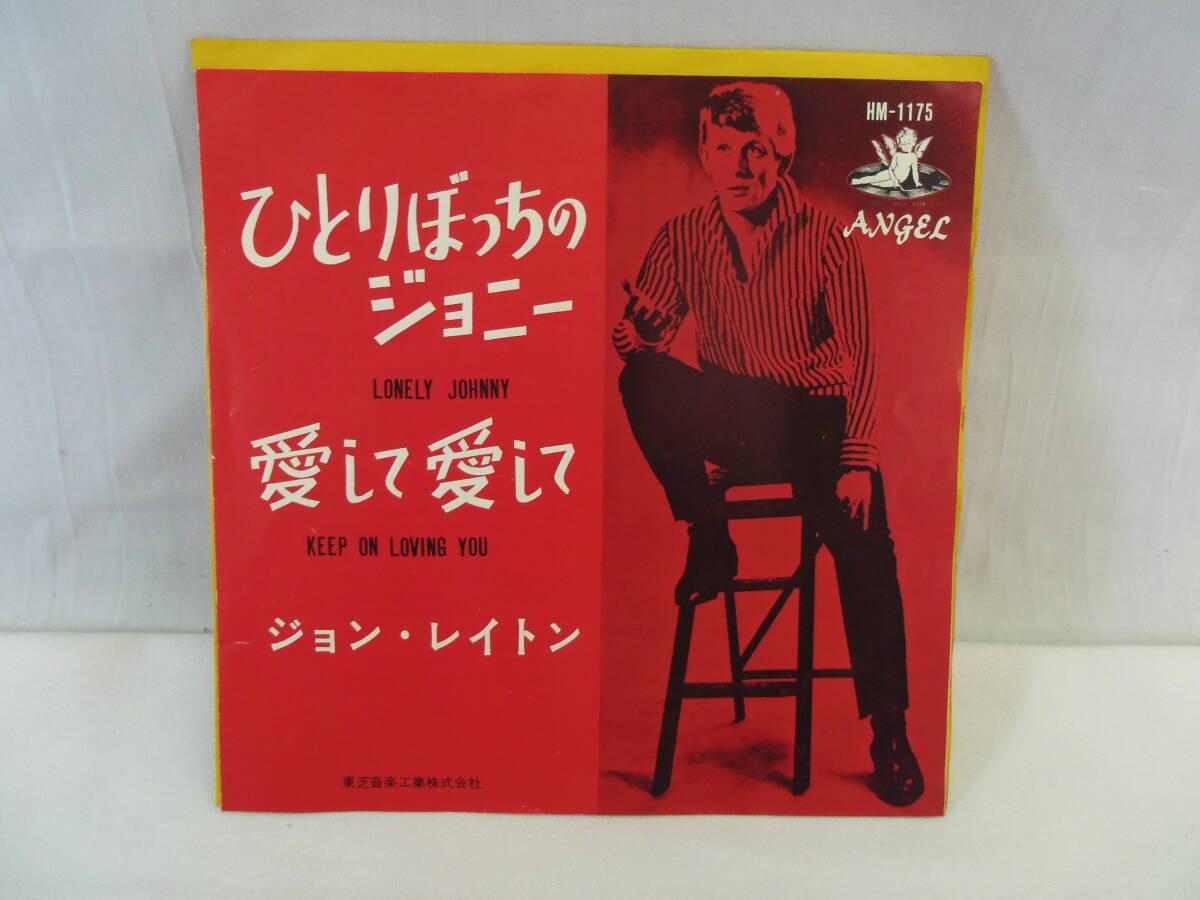 ひとりぼっちの
ジョニー
LONELY JOHNNY
愛して愛して
KEEP ON LOVING YOU
ジョン・レイトン
東芝音楽工業株式会社
HM-1175
ANGEL